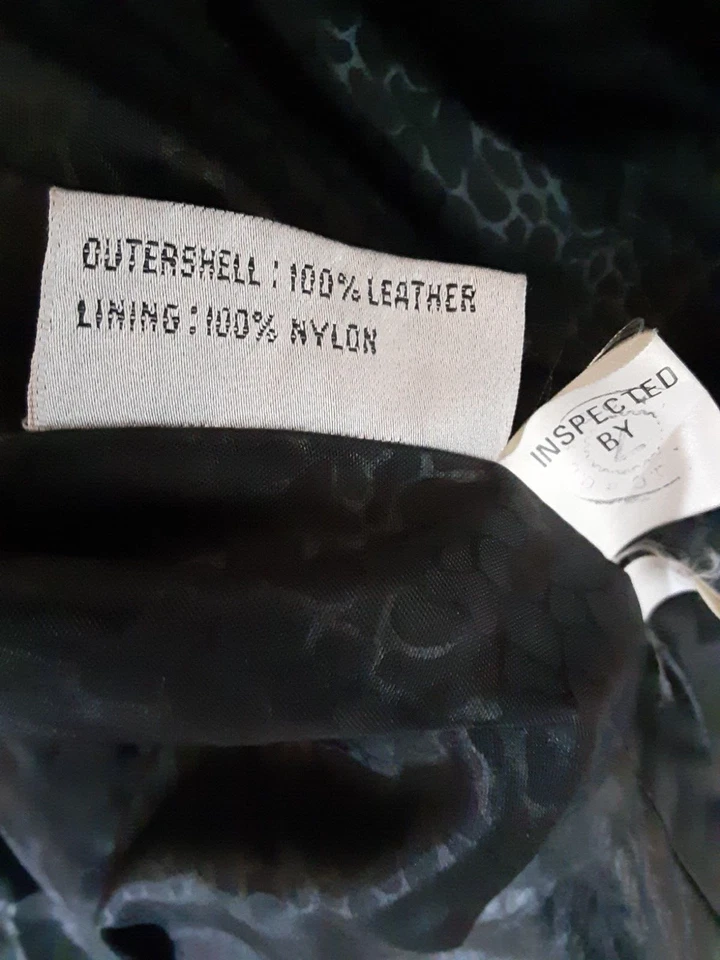 OUTERSHELL : 100% LEATHER
LINING : 100% NYLON
INSPECTED
BY